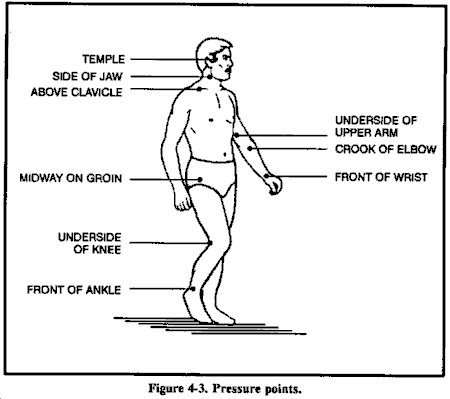 TEMPLE
SIDE OF JAW
ABOVE CLAVICLE
UNDERSIDE OF
UPPER ARM
CROOK OF ELBOW
MIDWAY ON GROIN
FRONT OF WRIST
UNDERSIDE
OF KNEE
FRONT OF ANKLE
Figure 4-3. Pressure points.